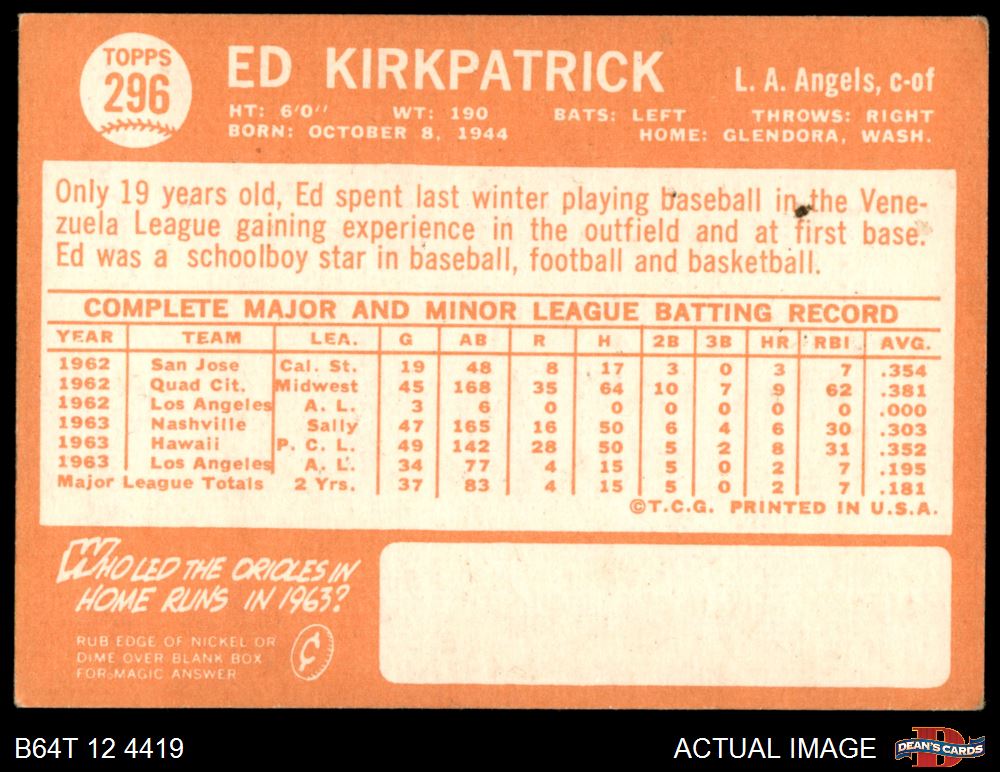 TOPPS
296
ED KIRKPATRICK
L. A. Angels, c-of
HT: 6'0" WT: 190 BATS: LEFT THROWS: RIGHT
BORN: OCTOBER 8, 1944 HOME: GLENDORA, WASH.
Only 19 years old, Ed spent last winter playing baseball in the Vene-
zuela League gaining experience in the outfield and at first base.
Ed was a schoolboy star in baseball, football and basketball.
COMPLETE MAJOR AND MINOR LEAGUE BATTING RECORD
YEAR TEAM LEA. G AB R H 2B 3B HR RBI AVG.
1962 San Jose Cal. St. 19 48 8 17 3 0 3 7 .354
1962 Quad Cit. Midwest 45 168 35 64 10 7 9 62 .381
1962 Los Angeles A. L. 3 6 0 0 0 0 0 0 .000
1963 Nashville Sally 47 165 16 50 6 4 6 30 .303
1963 Hawaii P. C. L. 49 142 28 50 5 2 8 31 .352
1963 Los Angeles A. L. 34 77 4 15 5 0 2 7 .195
Major League Totals 2 Yrs. 37 83 4 15 5 0 2 7 .181
©T.C.G. PRINTED IN U.S.A.
WHO LED THE ORIOLES IN
HOME RUNS IN 1963?
RUB EDGE OF NICKEL OR
DIME OVER BLANK BOX
FOR MAGIC ANSWER
¢
B64T 12 4419
ACTUAL IMAGE
D
DEAN'S CARDS